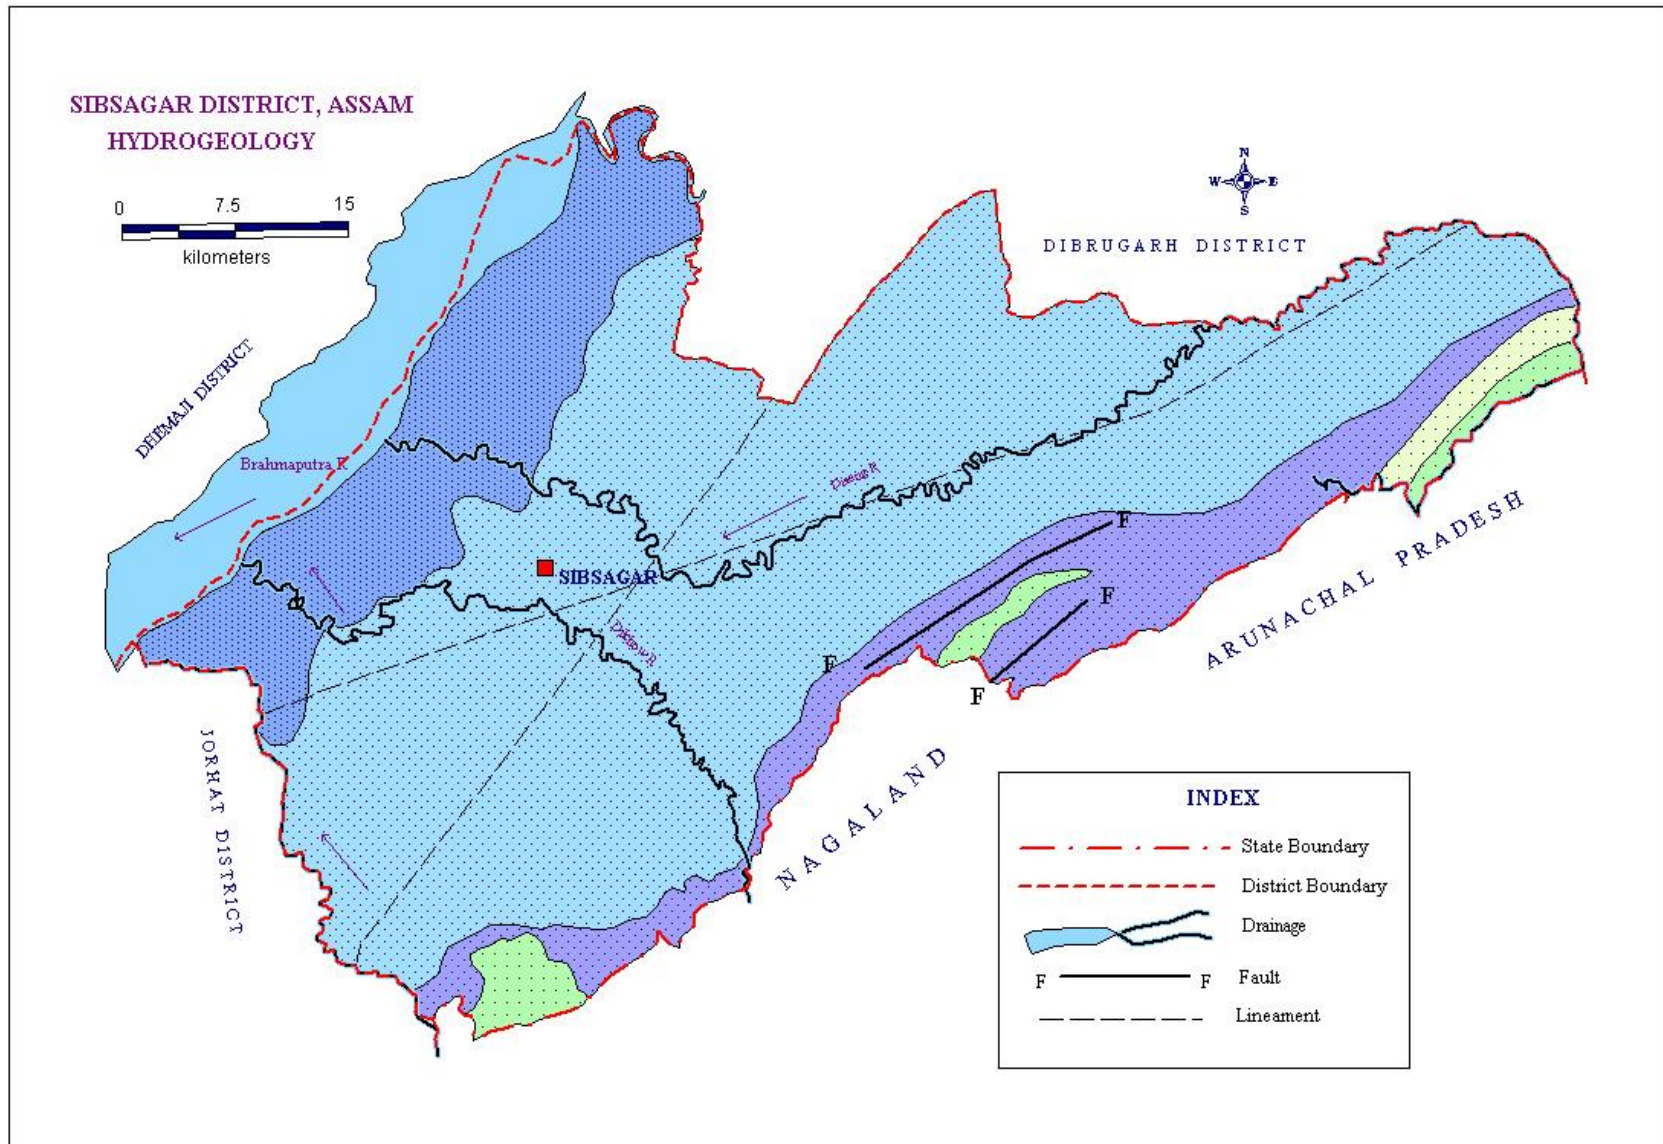 SIBSAGAR DISTRICT, ASSAM
HYDROGEOLOGY
0 7.5 15
kilometers
N
W E
S
DIBRUGARH DISTRICT
DHEMAJI DISTRICT
Brahmaputra R
SIBSAGAR
F
F
F
F
ARUNACHAL PRADESH
NAGALAND
JORHAT DISTRICT
INDEX
State Boundary
District Boundary
Drainage
F F Fault
Lineament